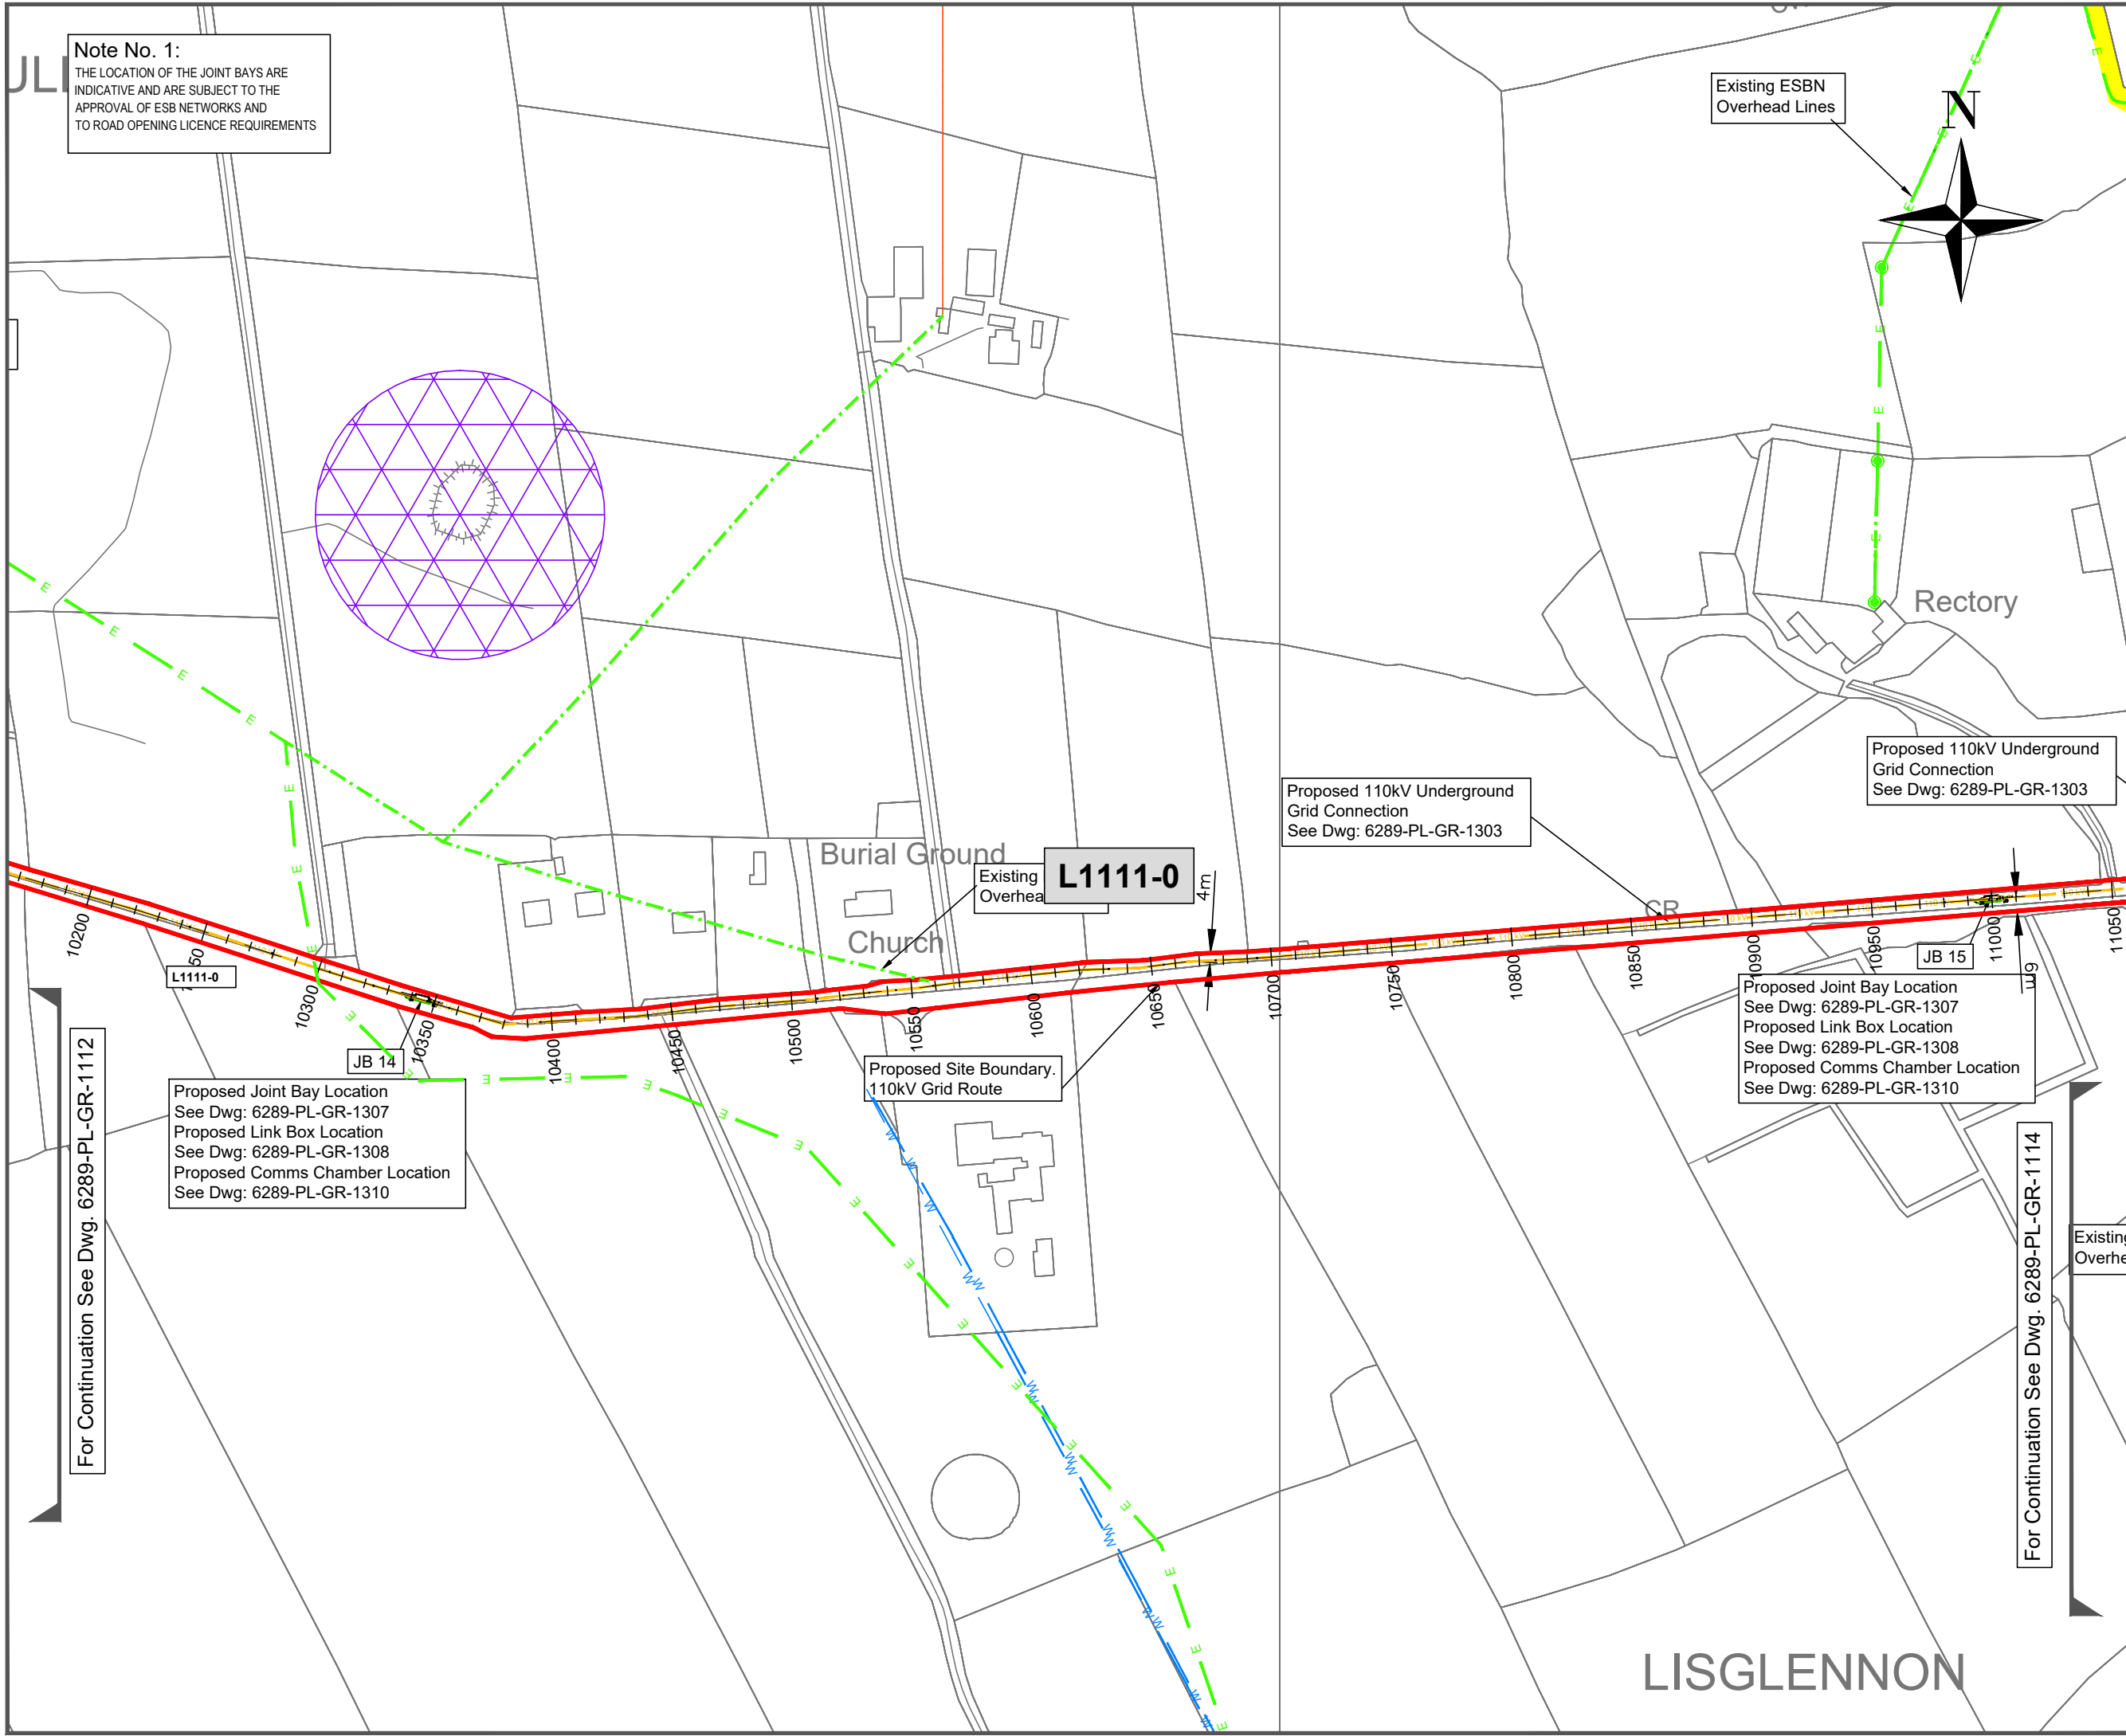 Note No. 1:
THE LOCATION OF THE JOINT BAYS ARE
INDICATIVE AND ARE SUBJECT TO THE
APPROVAL OF ESB NETWORKS AND
TO ROAD OPENING LICENCE REQUIREMENTS
Existing ESBN
Overhead Lines
N
Rectory
Proposed 110kV Underground
Grid Connection
See Dwg: 6289-PL-GR-1303
Proposed 110kV Underground
Grid Connection
See Dwg: 6289-PL-GR-1303
Burial Ground
Existing
L1111-0
4m
Church
CR
10200
L1111-0
10300
10350
10400
10450
10500
10550
10600
10650
10700
10750
10800
10850
10900
10950
11000
11050
6m
JB 14
JB 15
Proposed Joint Bay Location
See Dwg: 6289-PL-GR-1307
Proposed Link Box Location
See Dwg: 6289-PL-GR-1308
Proposed Comms Chamber Location
See Dwg: 6289-PL-GR-1310
Proposed Site Boundary.
110kV Grid Route
Proposed Joint Bay Location
See Dwg: 6289-PL-GR-1307
Proposed Link Box Location
See Dwg: 6289-PL-GR-1308
Proposed Comms Chamber Location
See Dwg: 6289-PL-GR-1310
For Continuation See Dwg. 6289-PL-GR-1112
For Continuation See Dwg. 6289-PL-GR-1114
Existing
LISGLENNON